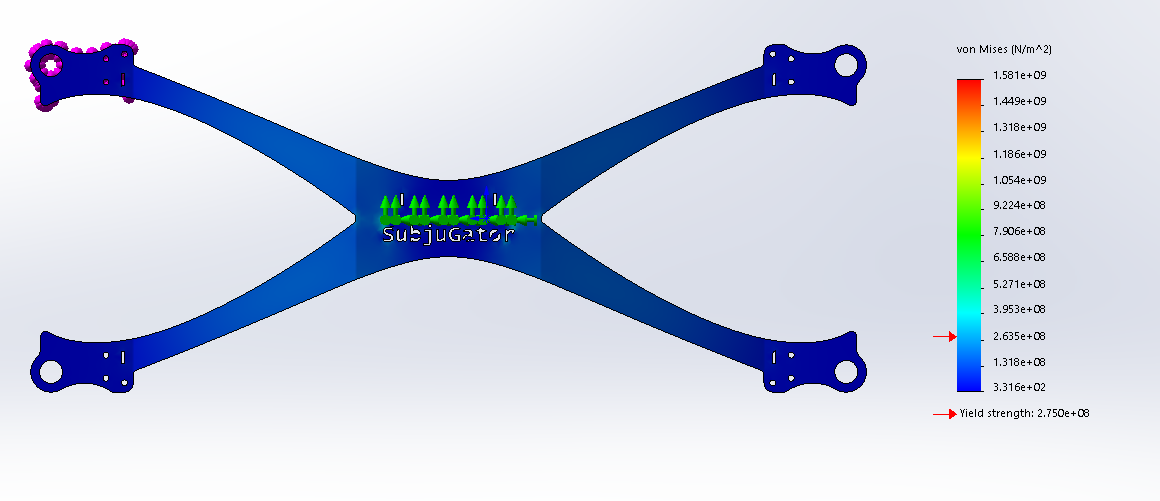 von Mises (N/m^2)
1.581e+09
1.449e+09
1.318e+09
1.186e+09
1.054e+09
9.224e+08
7.906e+08
6.588e+08
5.271e+08
3.953e+08
2.635e+08
1.318e+08
3.316e+02
Yield strength: 2.750e+08
SubjuGator